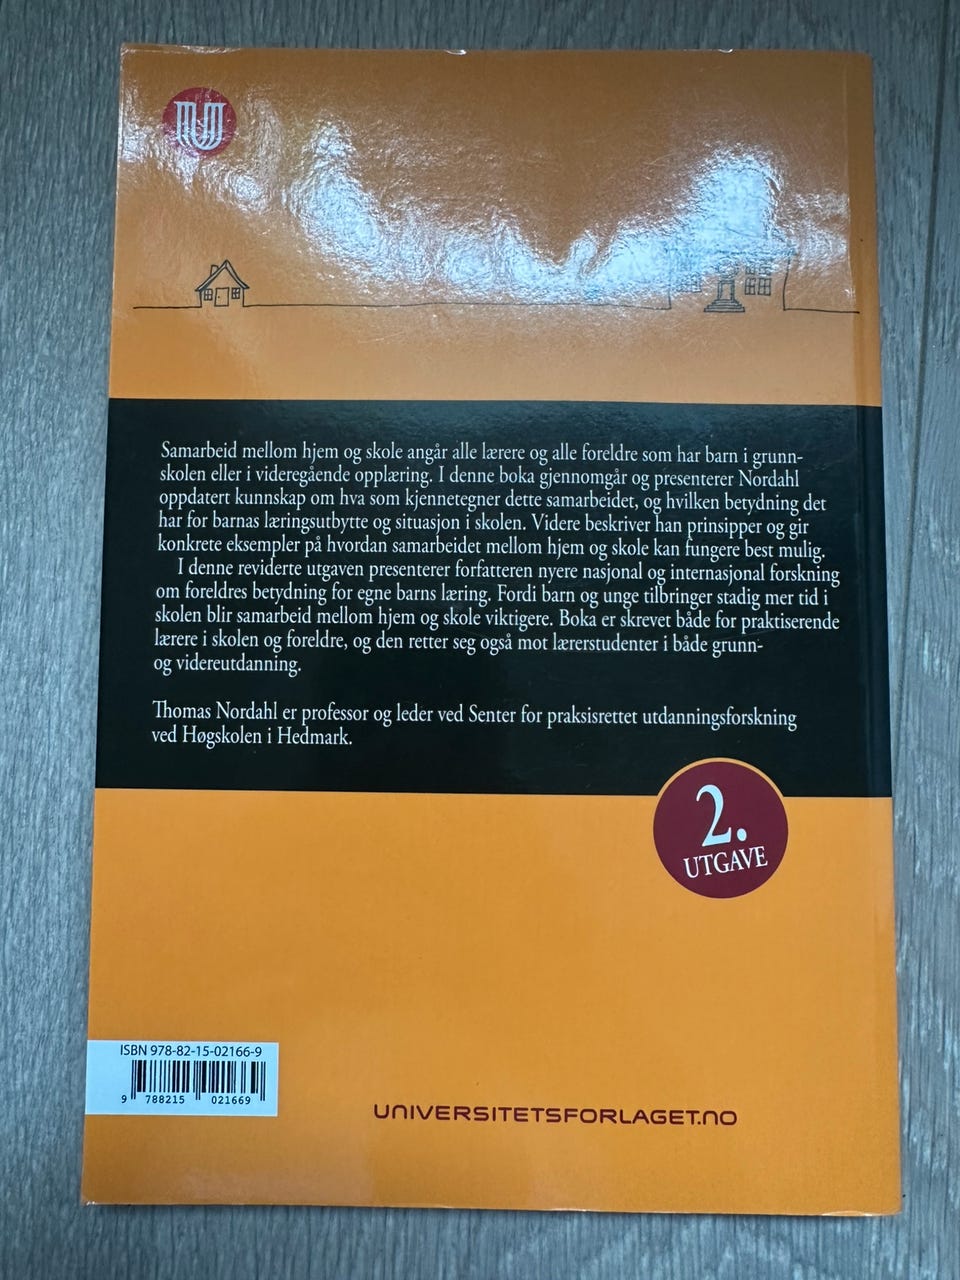 U
Samarbeid mellom hjem og skole angår alle lærere og alle foreldre som har barn i grunn-
skolen eller i videregående opplæring. I denne boka gjennomgår og presenterer Nordahl
oppdatert kunnskap om hva som kjennetegner dette samarbeidet, og hvilken betydning det
har for barnas læringsutbytte og situasjon i skolen. Videre beskriver han prinsipper og gir
konkrete eksempler på hvordan samarbeidet mellom hjem og skole kan fungere best mulig.
I denne reviderte utgaven presenterer forfatteren nyere nasjonal og internasjonal forskning
om foreldres betydning for egne barns læring. Fordi barn og unge tilbringer stadig mer tid i
skolen blir samarbeid mellom hjem og skole viktigere. Boka er skrevet både for praktiserende
lærere i skolen og foreldre, og den retter seg også mot lærerstudenter i både grunn-
og videreutdanning.
Thomas Nordahl er professor og leder ved Senter for praksisrettet utdanningsforskning
ved Høgskolen i Hedmark.
2.
UTGAVE
ISBN 978-82-15-02166-9
9 788215 021669
UNIVERSITETSFORLAGET.NO